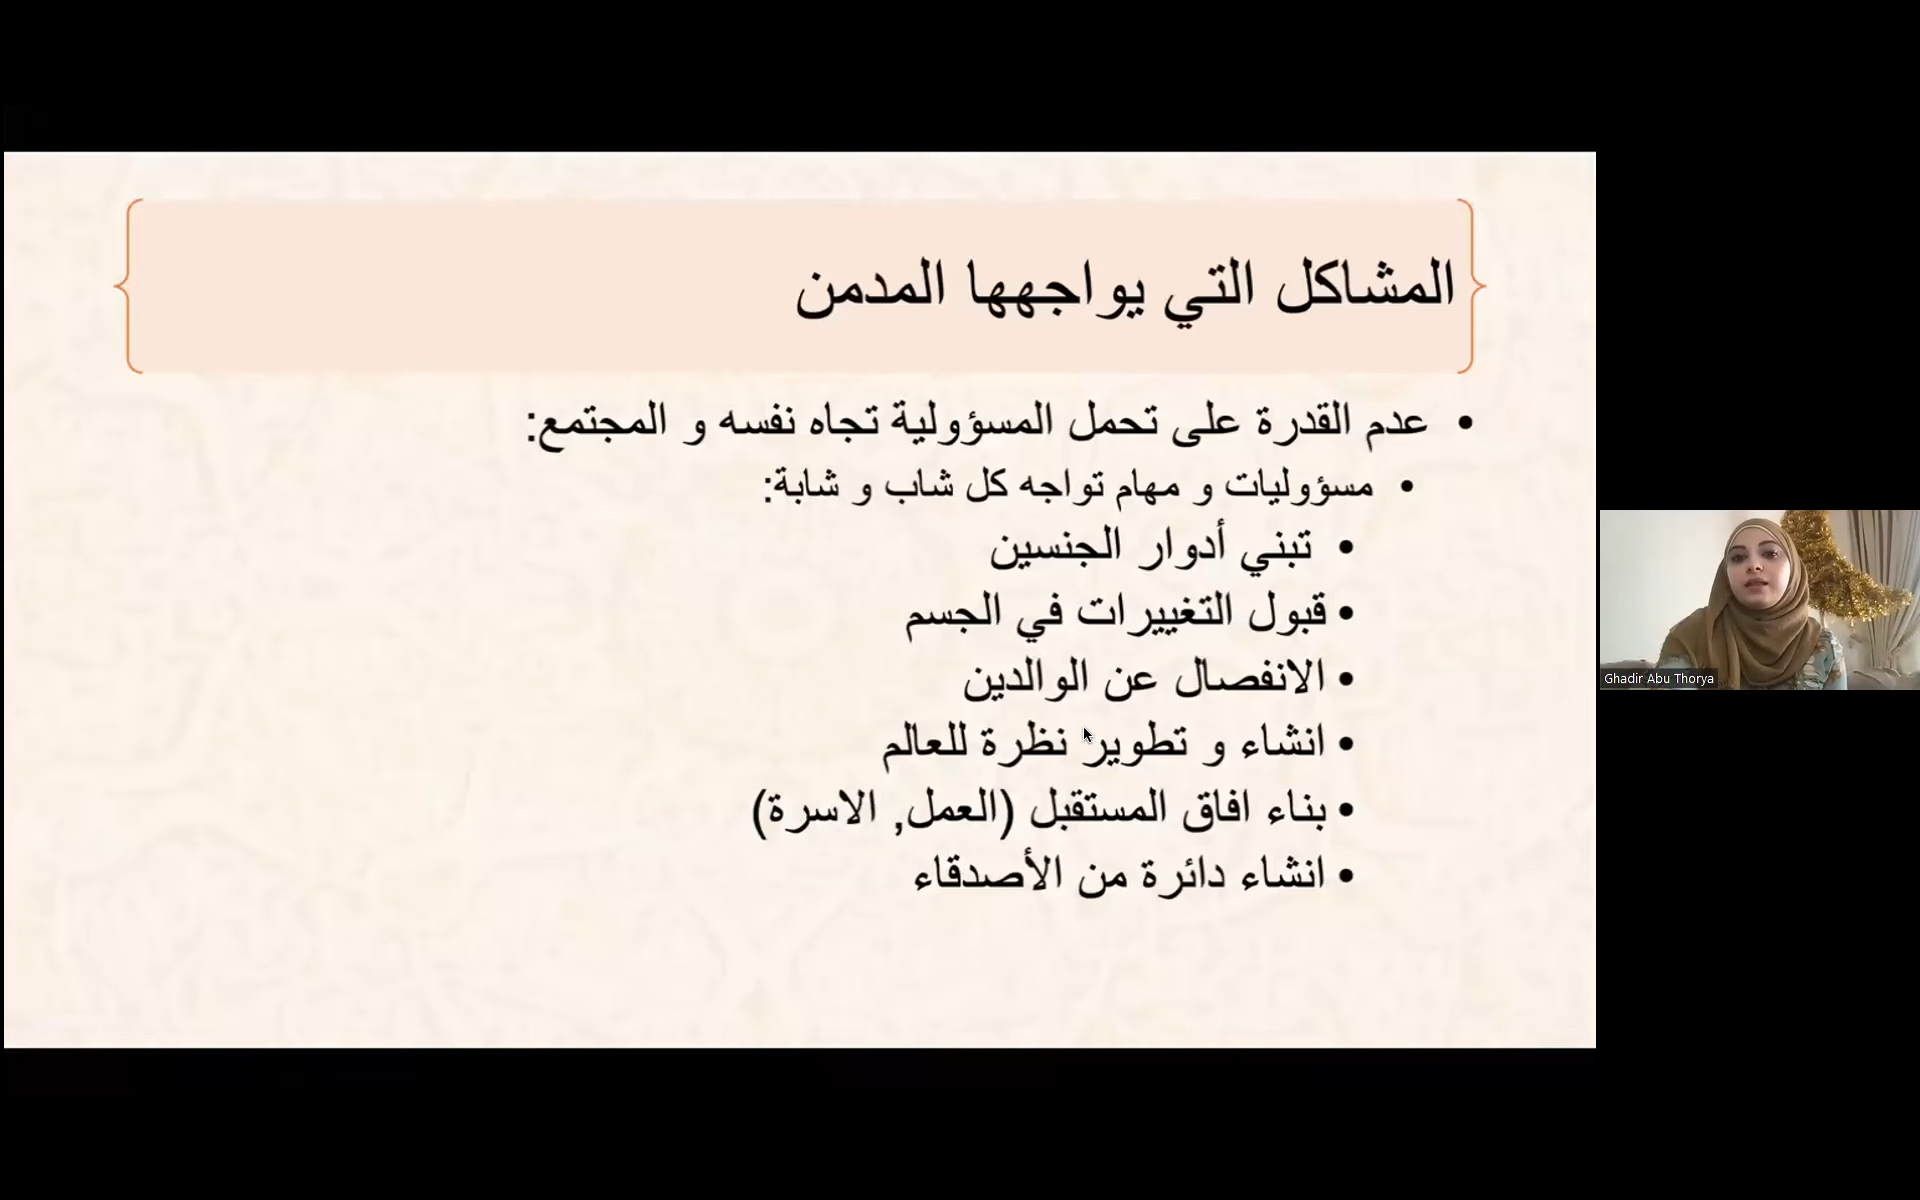 المشاكل التي يواجهها المدمن
• عدم القدرة على تحمل المسؤولية تجاه نفسه و المجتمع:
• مسؤوليات و مهام تواجه كل شاب و شابة:
• تبني أدوار الجنسين
• قبول التغييرات في الجسم
• الانفصال عن الوالدين
• انشاء و تطوير نظرة للعالم
• بناء افاق المستقبل (العمل, الاسرة)
• انشاء دائرة من الأصدقاء
Ghadir Abu Thorya